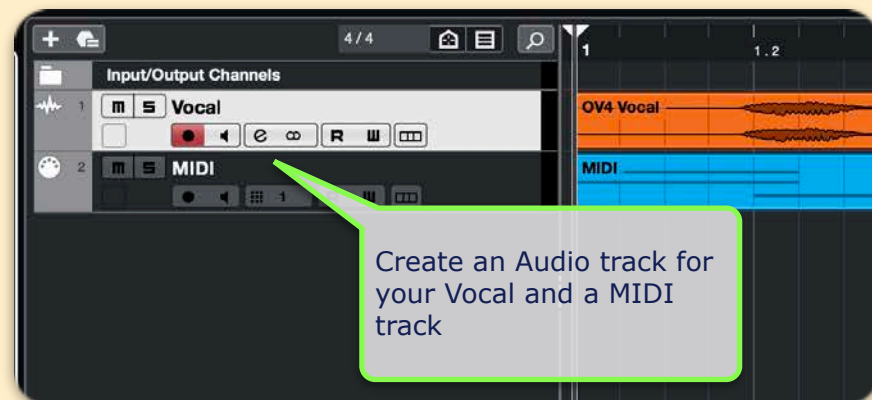 4/4
1
1.2
Input/Output Channels
1
m S Vocal
OV4 Vocal
e R W
2
m S MIDI
MIDI
1 W
Create an Audio track for
your Vocal and a MIDI
track